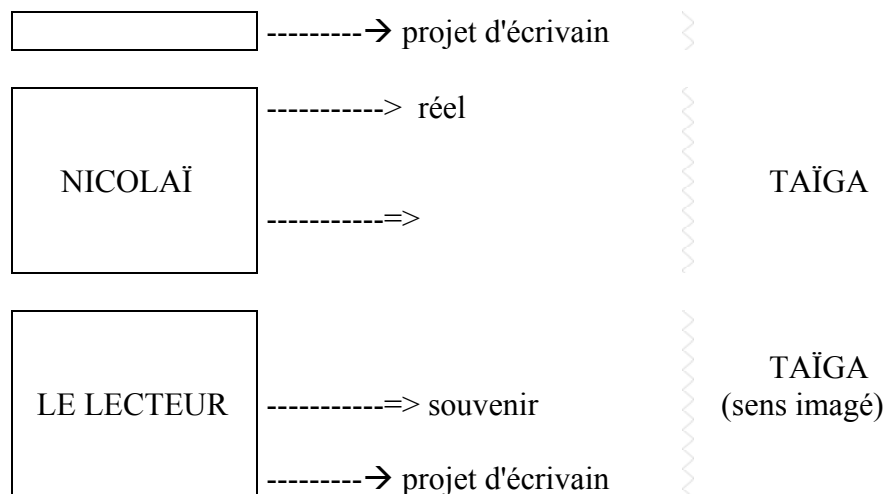 ---------→ projet d'écrivain
-----------> réel
NICOLAÏ TAÏGA
-----------=>
TAÏGA
LE LECTEUR -----------=> souvenir (sens imagé)
---------→ projet d'écrivain